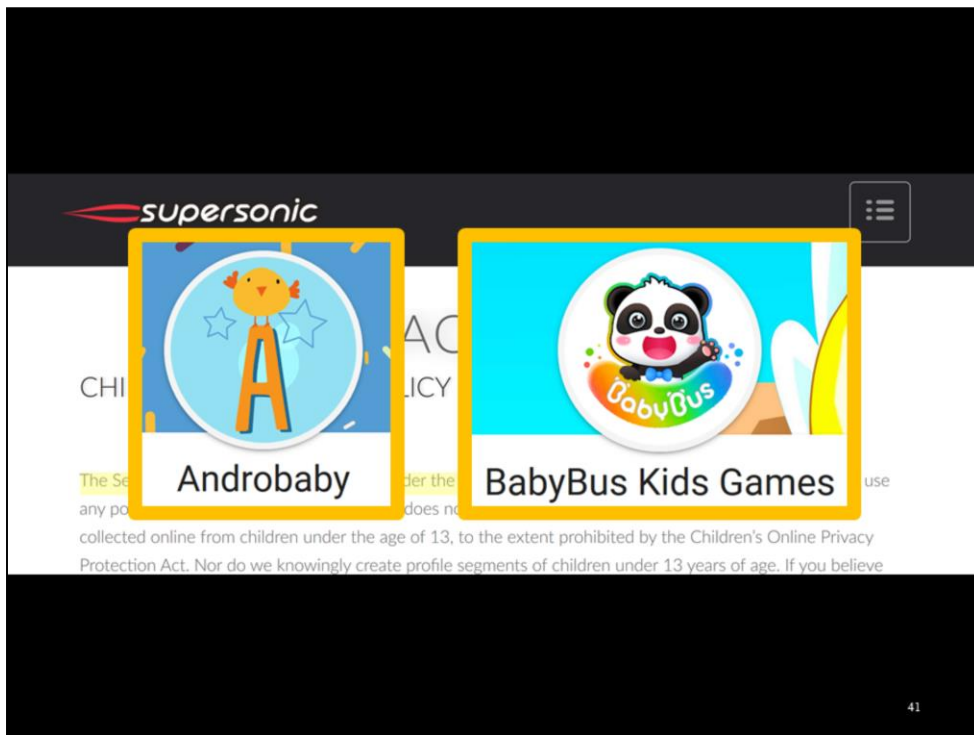 supersonic
AC
CHI
LICY
A
BabyBus
Androbaby
BabyBus Kids Games
The Se
der the
use
any po
does no
collected online from children under the age of 13, to the extent prohibited by the Children's Online Privacy
Protection Act. Nor do we knowingly create profile segments of children under 13 years of age. If you believe
41